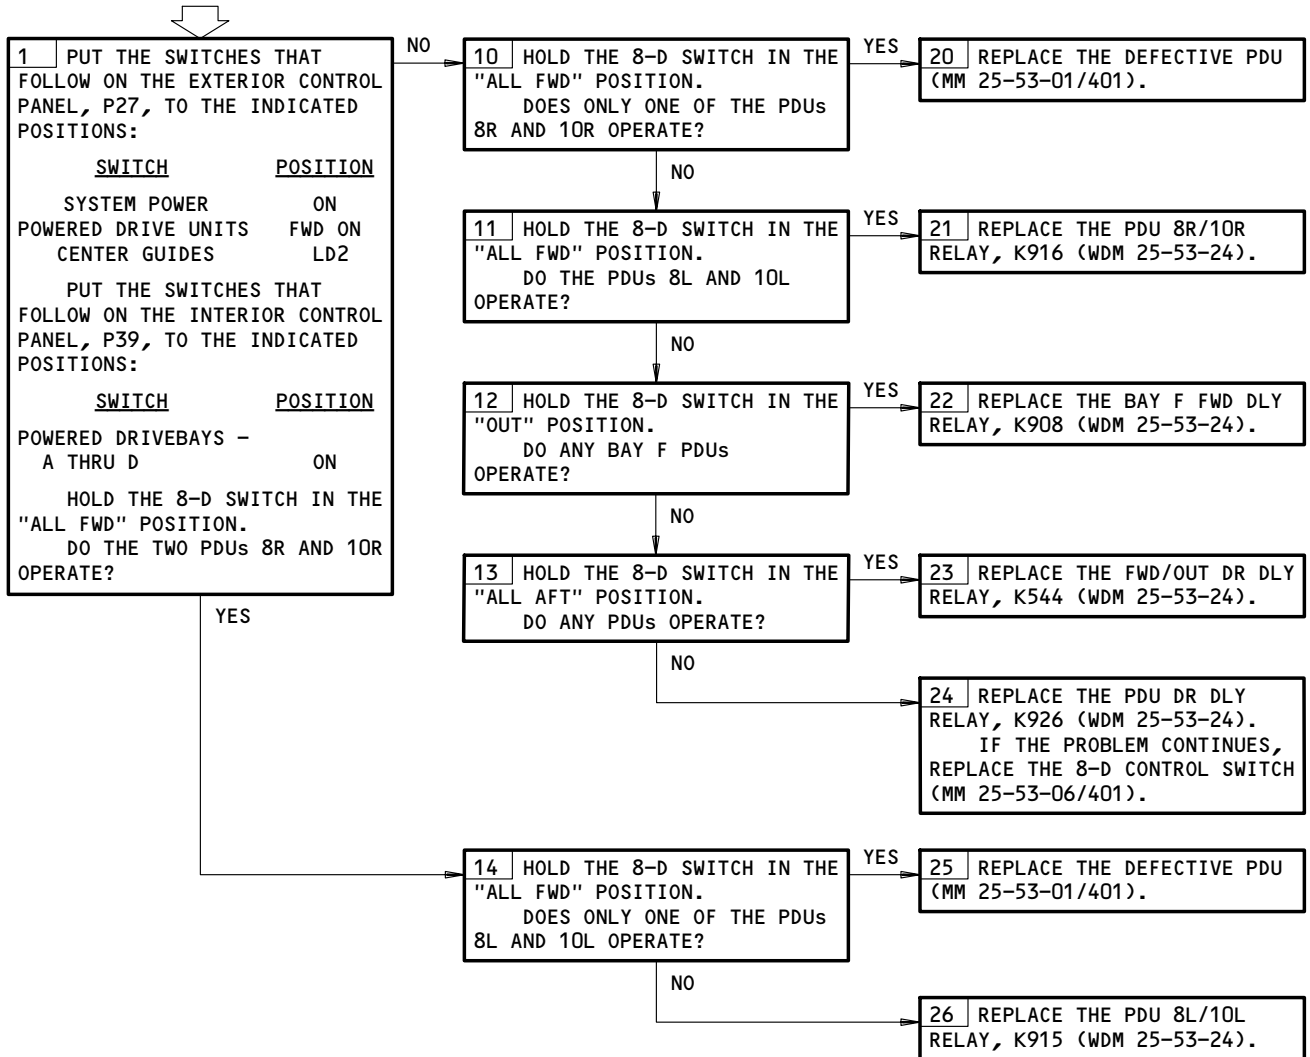 1 PUT THE SWITCHES THAT
FOLLOW ON THE EXTERIOR CONTROL
PANEL, P27, TO THE INDICATED
POSITIONS:
SWITCH POSITION
SYSTEM POWER ON
POWERED DRIVE UNITS FWD ON
CENTER GUIDES LD2
PUT THE SWITCHES THAT
FOLLOW ON THE INTERIOR CONTROL
PANEL, P39, TO THE INDICATED
POSITIONS:
SWITCH POSITION
POWERED DRIVEBAYS -
A THRU D ON
HOLD THE 8-D SWITCH IN THE
"ALL FWD" POSITION.
DO THE TWO PDUs 8R AND 10R
OPERATE?
NO
YES
10 HOLD THE 8-D SWITCH IN THE
"ALL FWD" POSITION.
DOES ONLY ONE OF THE PDUs
8R AND 10R OPERATE?
YES
NO
20 REPLACE THE DEFECTIVE PDU
(MM 25-53-01/401).
11 HOLD THE 8-D SWITCH IN THE
"ALL FWD" POSITION.
DO THE PDUs 8L AND 10L
OPERATE?
YES
NO
21 REPLACE THE PDU 8R/10R
RELAY, K916 (WDM 25-53-24).
12 HOLD THE 8-D SWITCH IN THE
"OUT" POSITION.
DO ANY BAY F PDUs
OPERATE?
YES
NO
22 REPLACE THE BAY F FWD DLY
RELAY, K908 (WDM 25-53-24).
13 HOLD THE 8-D SWITCH IN THE
"ALL AFT" POSITION.
DO ANY PDUs OPERATE?
YES
NO
23 REPLACE THE FWD/OUT DR DLY
RELAY, K544 (WDM 25-53-24).
24 REPLACE THE PDU DR DLY
RELAY, K926 (WDM 25-53-24).
IF THE PROBLEM CONTINUES,
REPLACE THE 8-D CONTROL SWITCH
(MM 25-53-06/401).
14 HOLD THE 8-D SWITCH IN THE
"ALL FWD" POSITION.
DOES ONLY ONE OF THE PDUs
8L AND 10L OPERATE?
YES
NO
25 REPLACE THE DEFECTIVE PDU
(MM 25-53-01/401).
26 REPLACE THE PDU 8L/10L
RELAY, K915 (WDM 25-53-24).